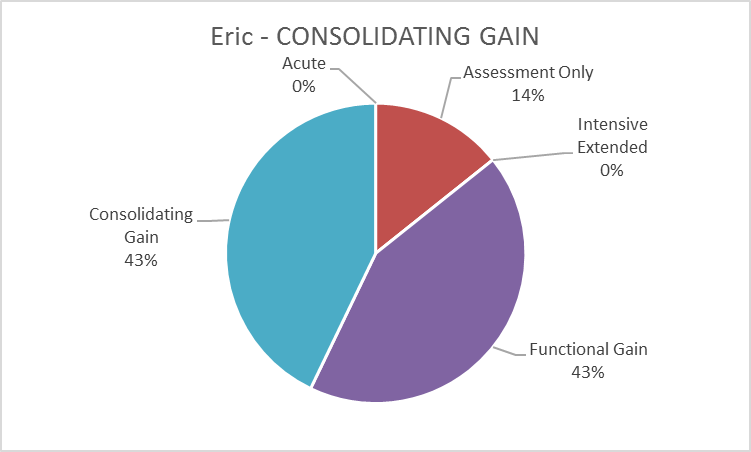 Eric - CONSOLIDATING GAIN
Acute
0%
Assessment Only
14%
Intensive
Extended
0%
Consolidating
Gain
43%
Functional Gain
43%